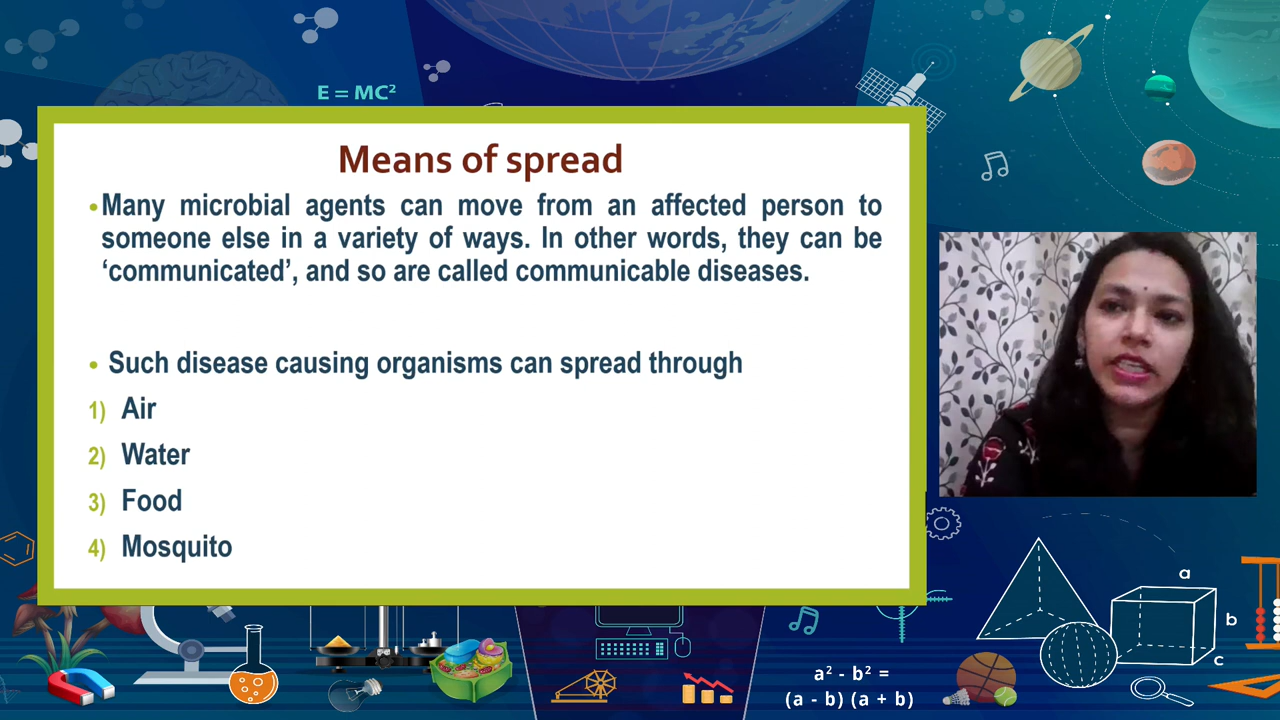 E = MC²
Means of spread
•Many microbial agents can move from an affected person to
someone else in a variety of ways. In other words, they can be
‘communicated’, and so are called communicable diseases.
• Such disease causing organisms can spread through
1) Air
2) Water
3) Food
4) Mosquito
a
b
c
a² - b² =
(a - b) (a + b)